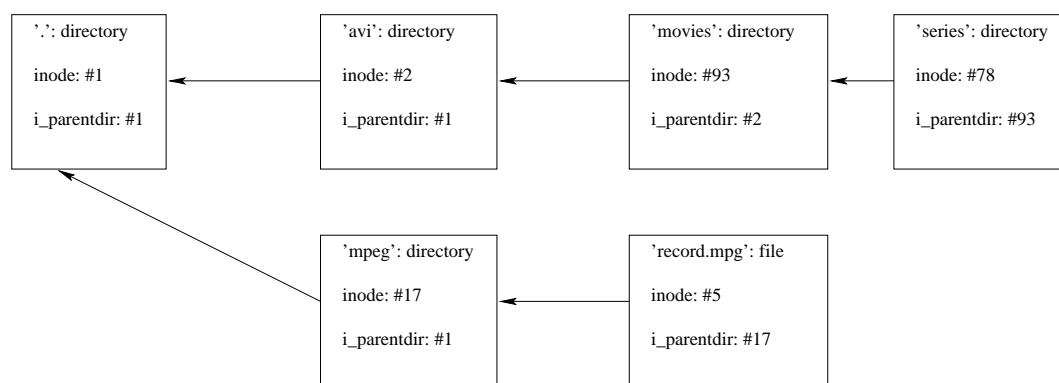 ’.’: directory
inode: #1
i_parentdir: #1
’avi’: directory
inode: #2
i_parentdir: #1
’movies’: directory
inode: #93
i_parentdir: #2
’series’: directory
inode: #78
i_parentdir: #93
’mpeg’: directory
inode: #17
i_parentdir: #1
’record.mpg’: file
inode: #5
i_parentdir: #17